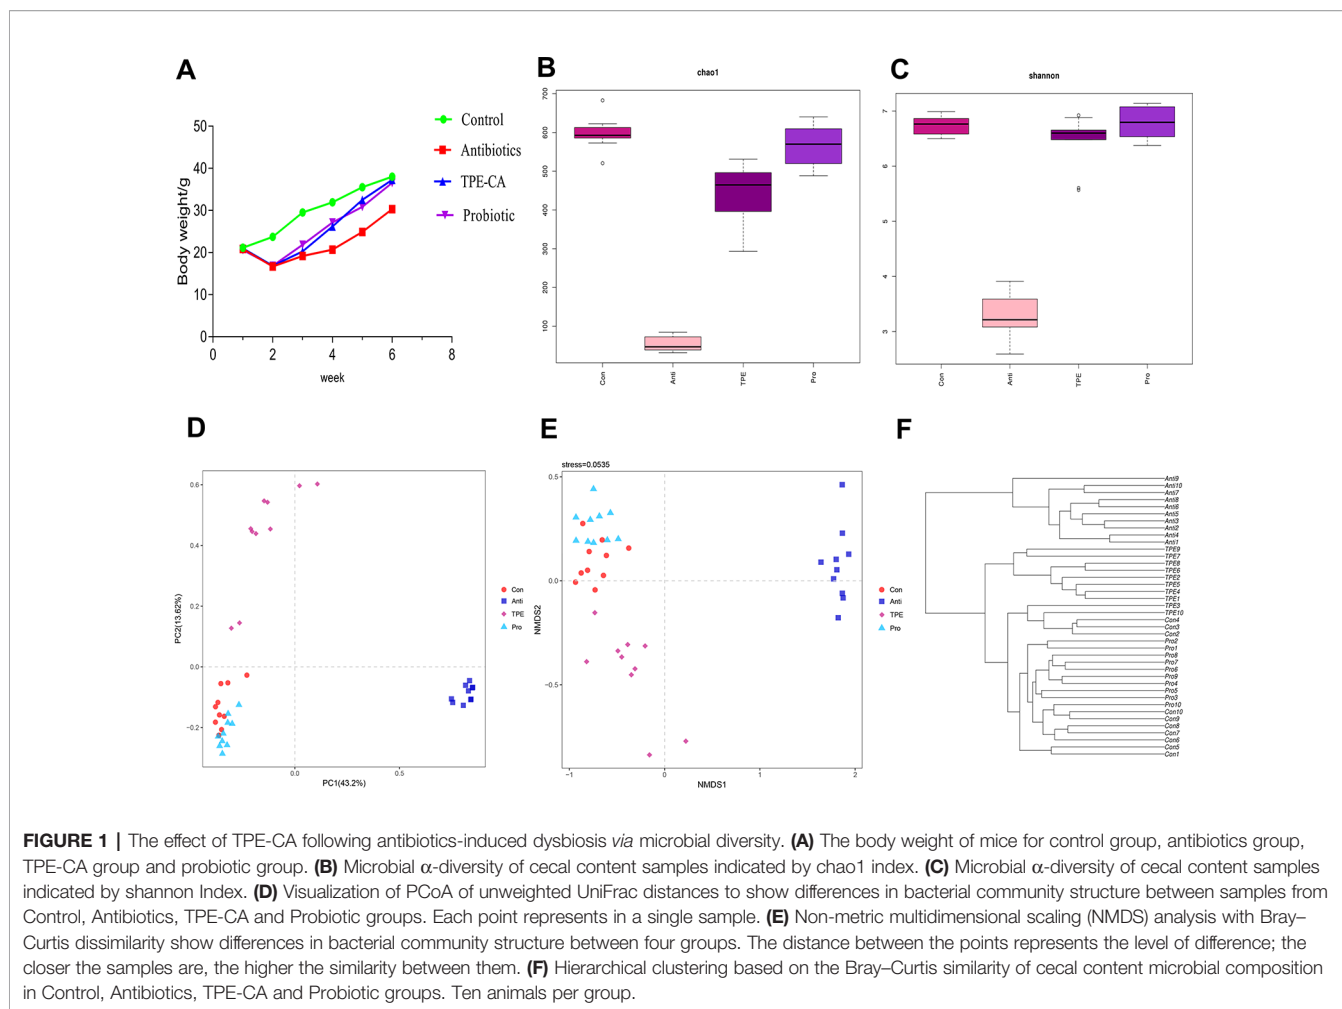 A
50
40
30
20
10
0
Body weight/g
0
2
4
6
8
week
Control
Antibiotics
TPE-CA
Probiotic
B
chao1
700
600
500
400
300
200
100
Con
Anti
TPE
Pro
C
shannon
7
6
5
4
3
Con
Anti
TPE
Pro
D
0.6
0.4
0.2
0.0
−0.2
PC2(13.62%)
0.0
0.5
PC1(43.2%)
Con
Anti
TPE
Pro
E
stress=0.0535
0.5
0.0
−0.5
NMDS2
−1
0
1
2
NMDS1
Con
Anti
TPE
Pro
F
Anti9
Anti10
Anti7
Anti8
Anti6
Anti5
Anti3
Anti2
Anti4
Anti1
TPE9
TPE7
TPE8
TPE6
TPE2
TPE5
TPE4
TPE1
TPE3
TPE10
Con4
Con3
Con2
Pro2
Pro1
Pro8
Pro7
Pro6
Pro9
Pro4
Pro5
Pro3
Pro10
Con10
Con9
Con8
Con7
Con6
Con5
Con1
FIGURE 1 | The effect of TPE-CA following antibiotics-induced dysbiosis via microbial diversity. (A) The body weight of mice for control group, antibiotics group,
TPE-CA group and probiotic group. (B) Microbial α-diversity of cecal content samples indicated by chao1 index. (C) Microbial α-diversity of cecal content samples
indicated by shannon Index. (D) Visualization of PCoA of unweighted UniFrac distances to show differences in bacterial community structure between samples from
Control, Antibiotics, TPE-CA and Probiotic groups. Each point represents in a single sample. (E) Non-metric multidimensional scaling (NMDS) analysis with Bray–
Curtis dissimilarity show differences in bacterial community structure between four groups. The distance between the points represents the level of difference; the
closer the samples are, the higher the similarity between them. (F) Hierarchical clustering based on the Bray–Curtis similarity of cecal content microbial composition
in Control, Antibiotics, TPE-CA and Probiotic groups. Ten animals per group.